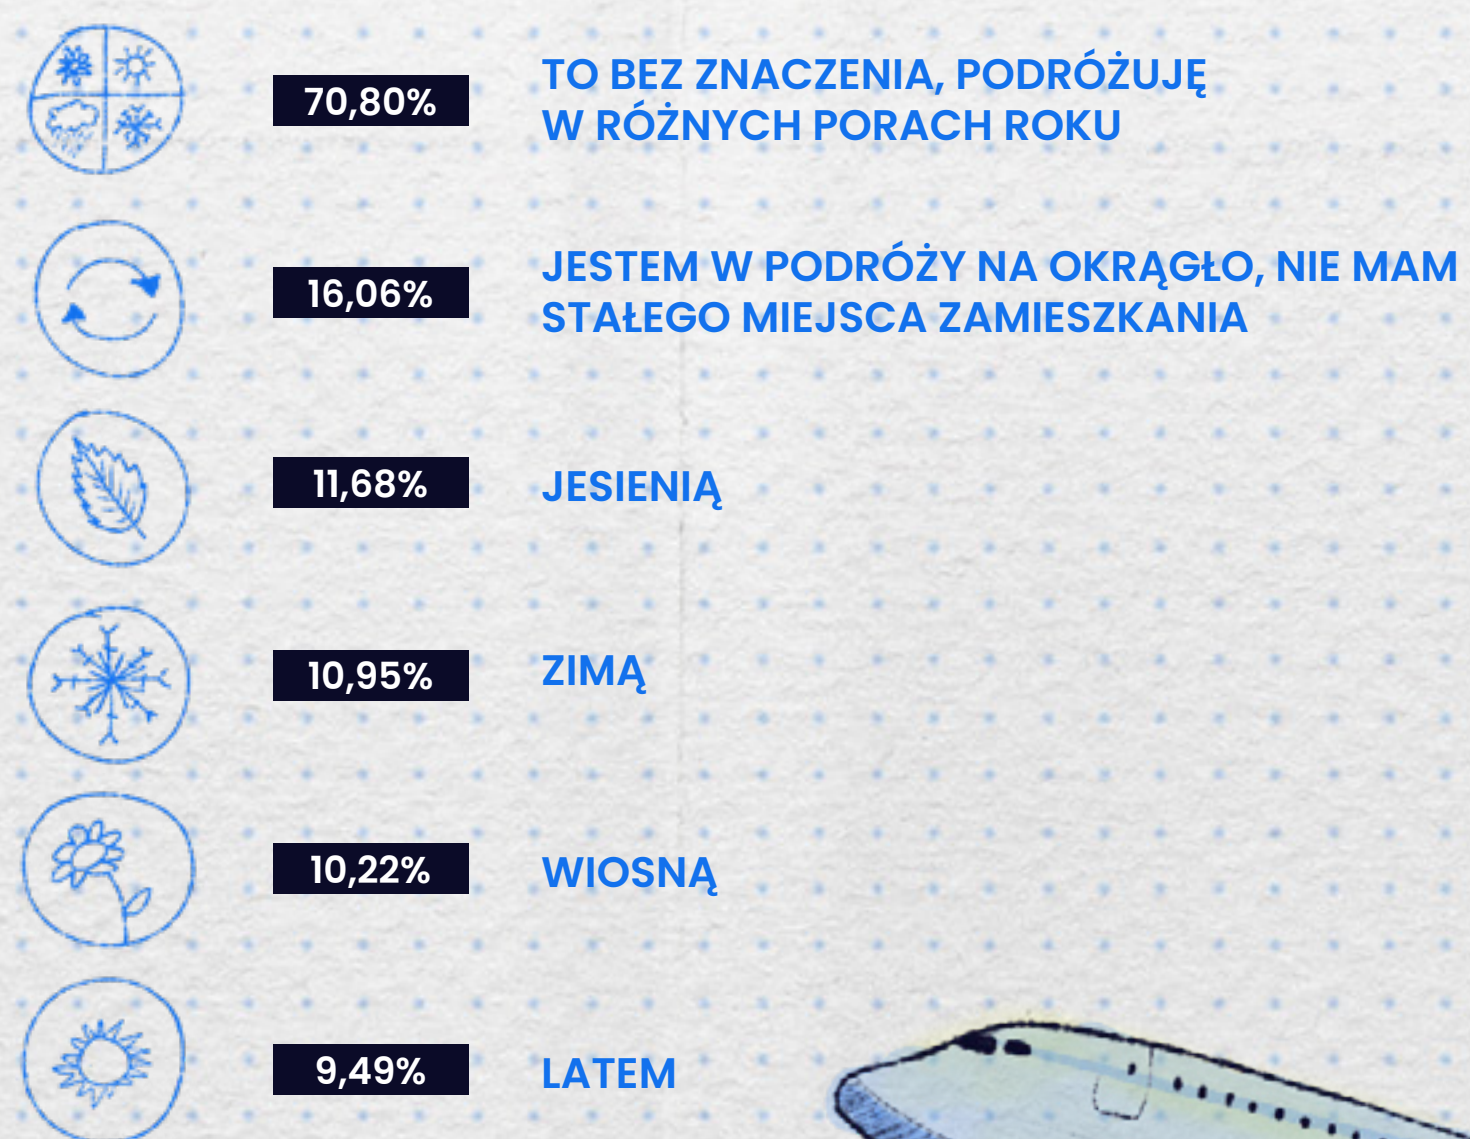 70,80%
TO BEZ ZNACZENIA, PODRÓŻUJĘ
W RÓŻNYCH PORACH ROKU
16,06%
JESTEM W PODRÓŻY NA OKRĄGŁO, NIE MAM
STAŁEGO MIEJSCA ZAMIESZKANIA
11,68%
JESIENIĄ
10,95%
ZIMĄ
10,22%
WIOSNĄ
9,49%
LATEM